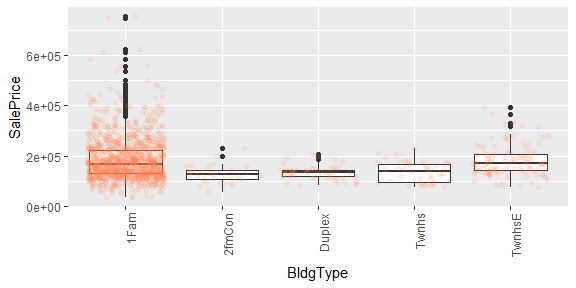 SalePrice
6e+05
4e+05
2e+05
0e+00
1Fam
2fmCon
Duplex
Twnhs
TwnhsE
BldgType